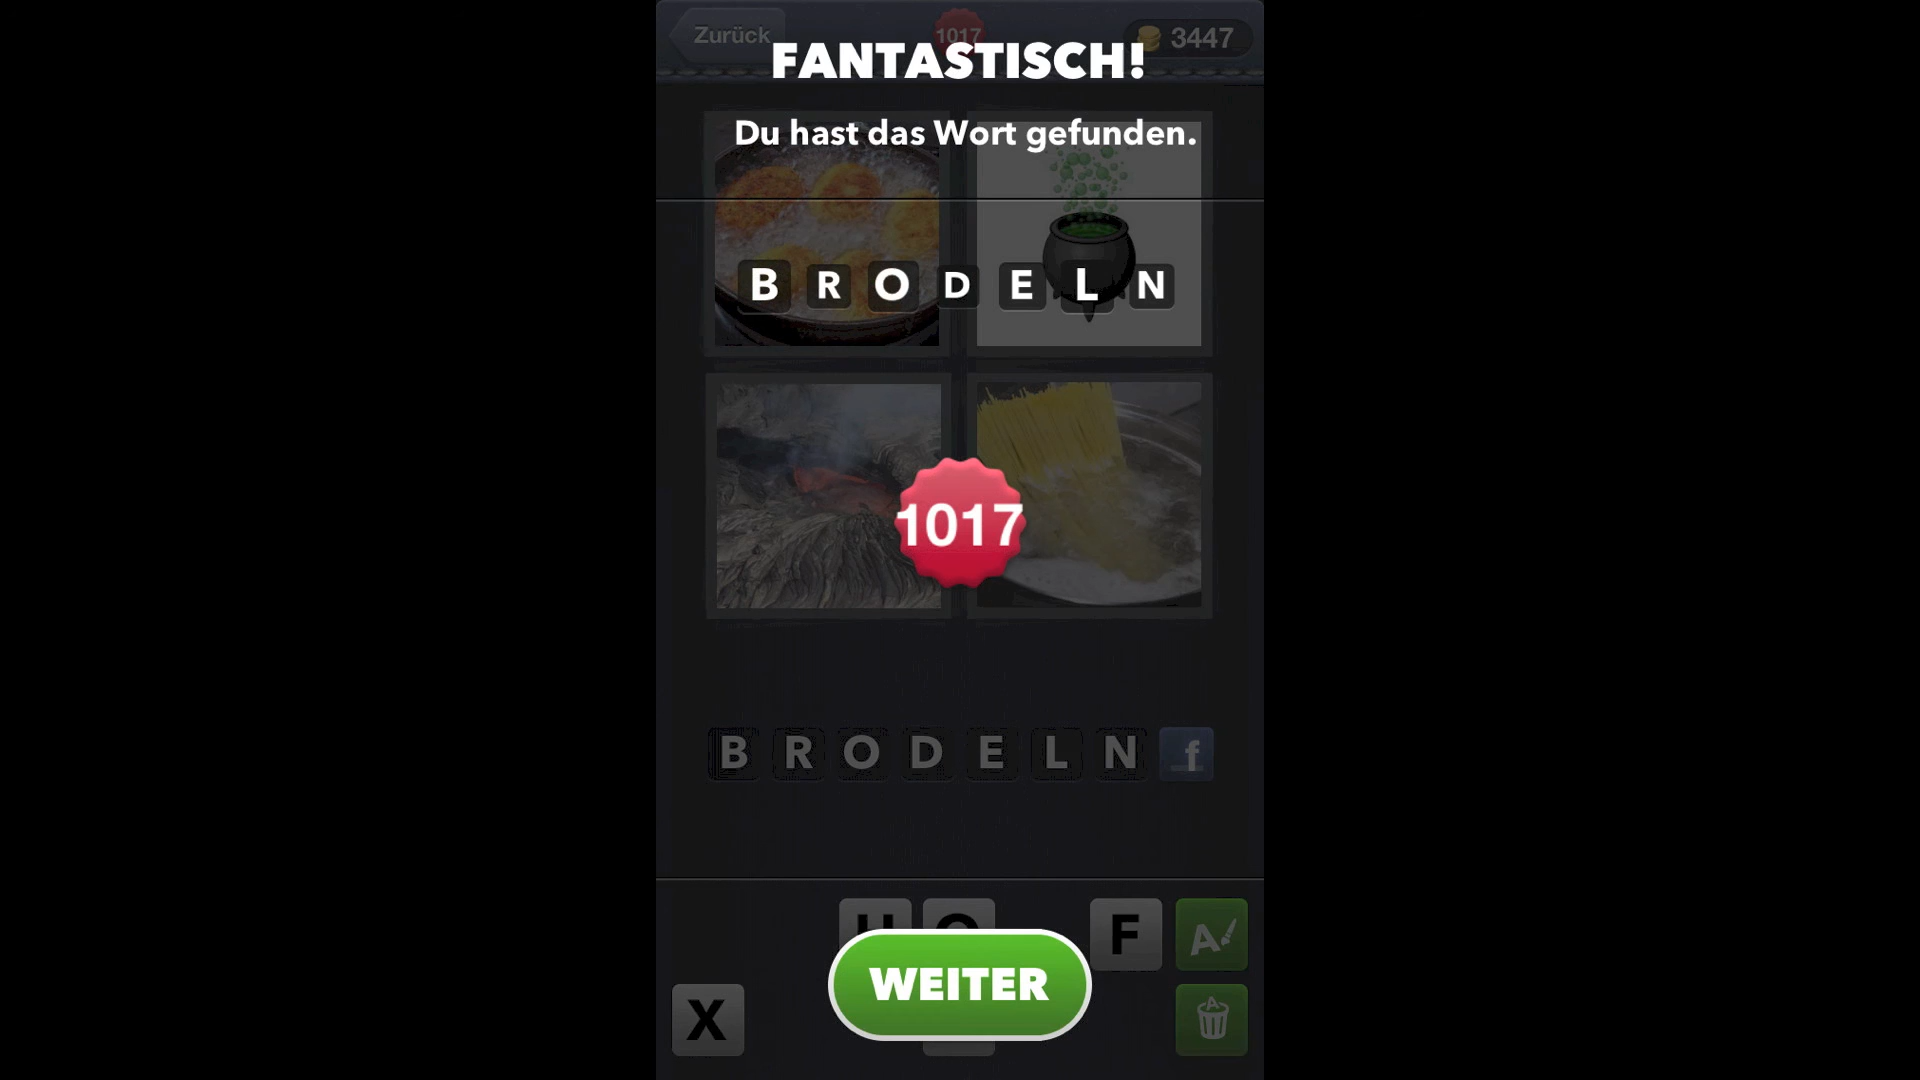 Zurück
1017
3447
FANTASTISCH!
Du hast das Wort gefunden.
BRODELN
1017
BRODELN f
F A
WEITER
X
A